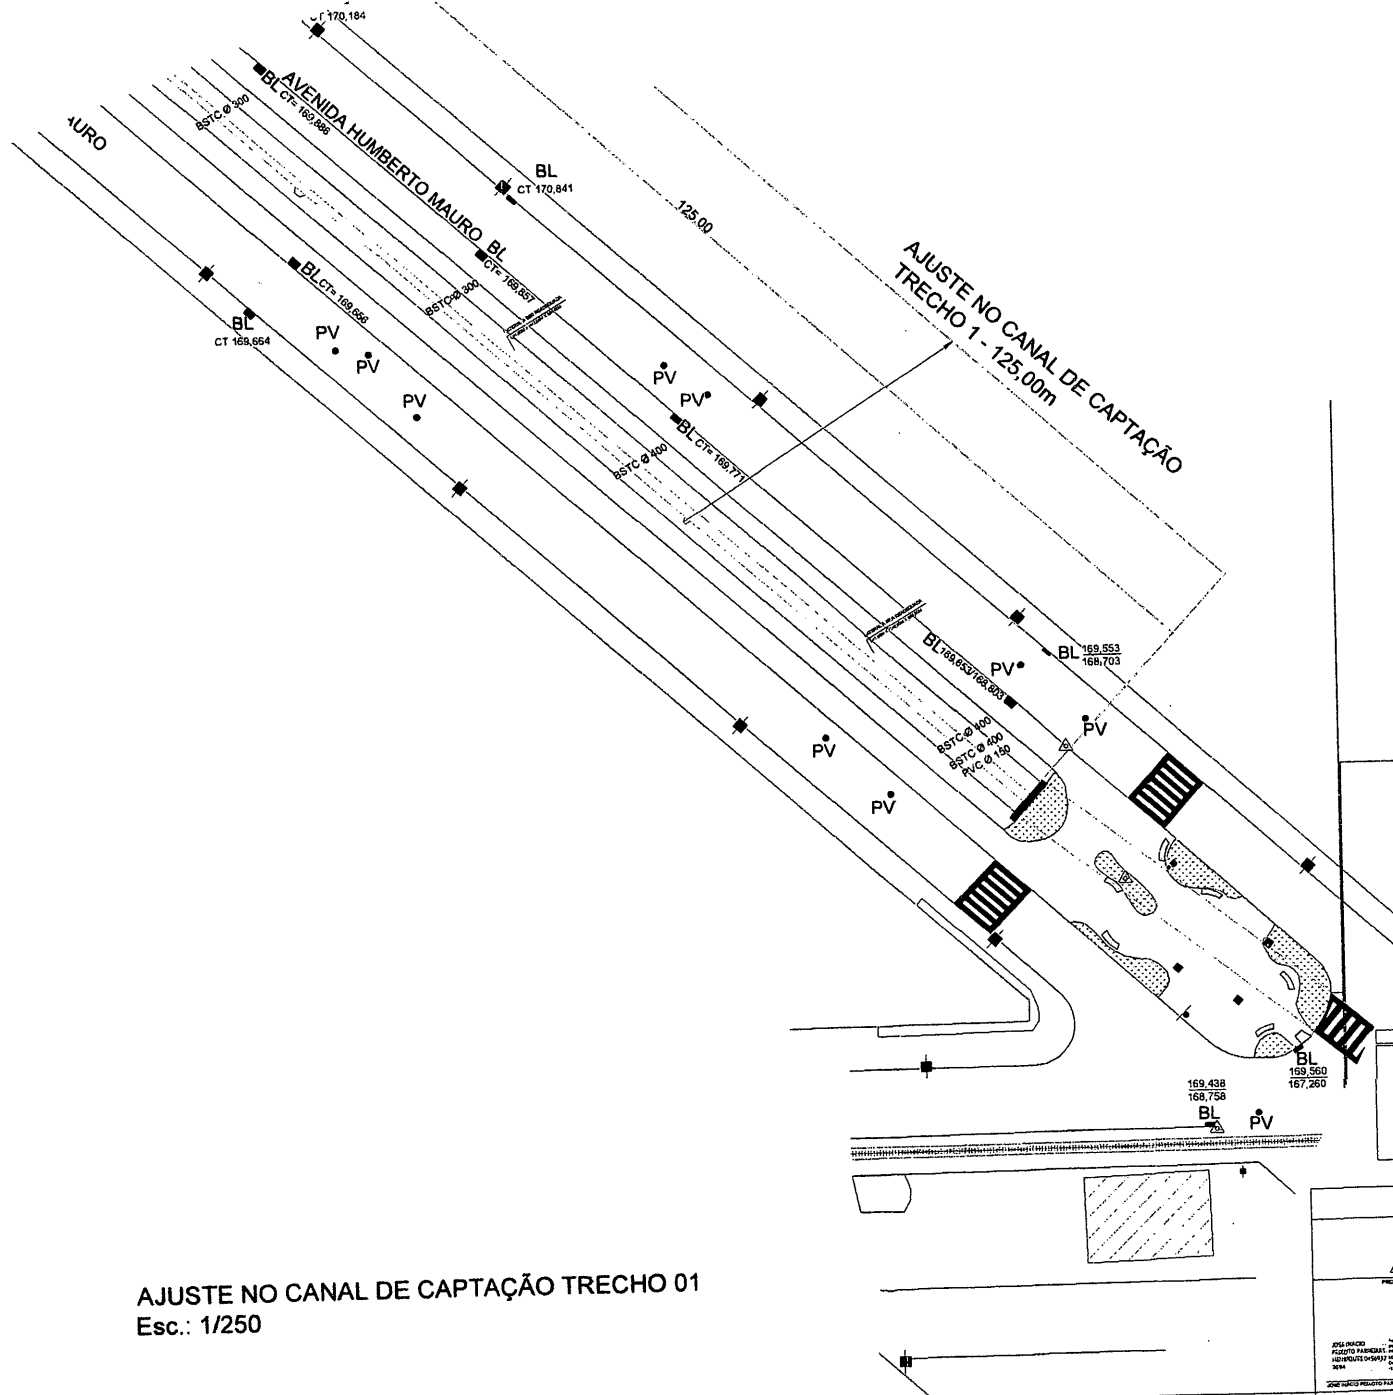 CT 170,184
AVENIDA HUMBERTO MAURO
BL CT= 169,886
BSTC Ø 300
AURO
BL
CT 170,841
125,00
AJUSTE NO CANAL DE CAPTAÇÃO
TRECHO 1 - 125,00m
BL
CT= 169,857
BSTC Ø 300
BL CT= 169,656
BL
CT 169,664
PV
PV
PV
PV
PV
BL CT= 169,771
BSTC Ø 400
BL 169,653/168,803
PV
BL 169,553
168,703
PV
BSTC Ø 400
BSTC Ø 400
PVC Ø 150
PV
PV
BL
169,560
167,260
169,438
168,758
BL
PV
AJUSTE NO CANAL DE CAPTAÇÃO TRECHO 01
Esc.: 1/250
JOSE INACIO